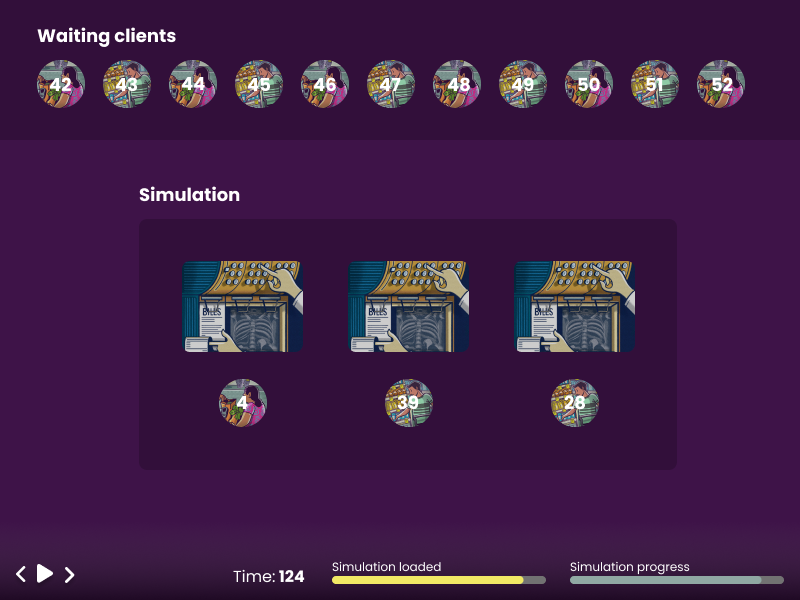 Waiting clients
42 43 44 45 46 47 48 49 50 51 52
Simulation
BILLS BILLS BILLS
4 39 28
Time: 124
Simulation loaded
Simulation progress